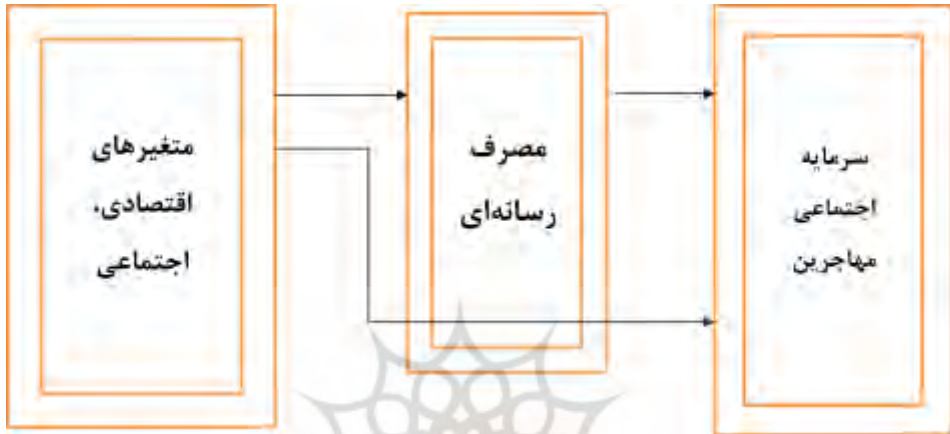 متغیرهای
اقتصادی،
اجتماعی
مصرف
رسانه‌ای
سرمایه
اجتماعی
مهاجرین